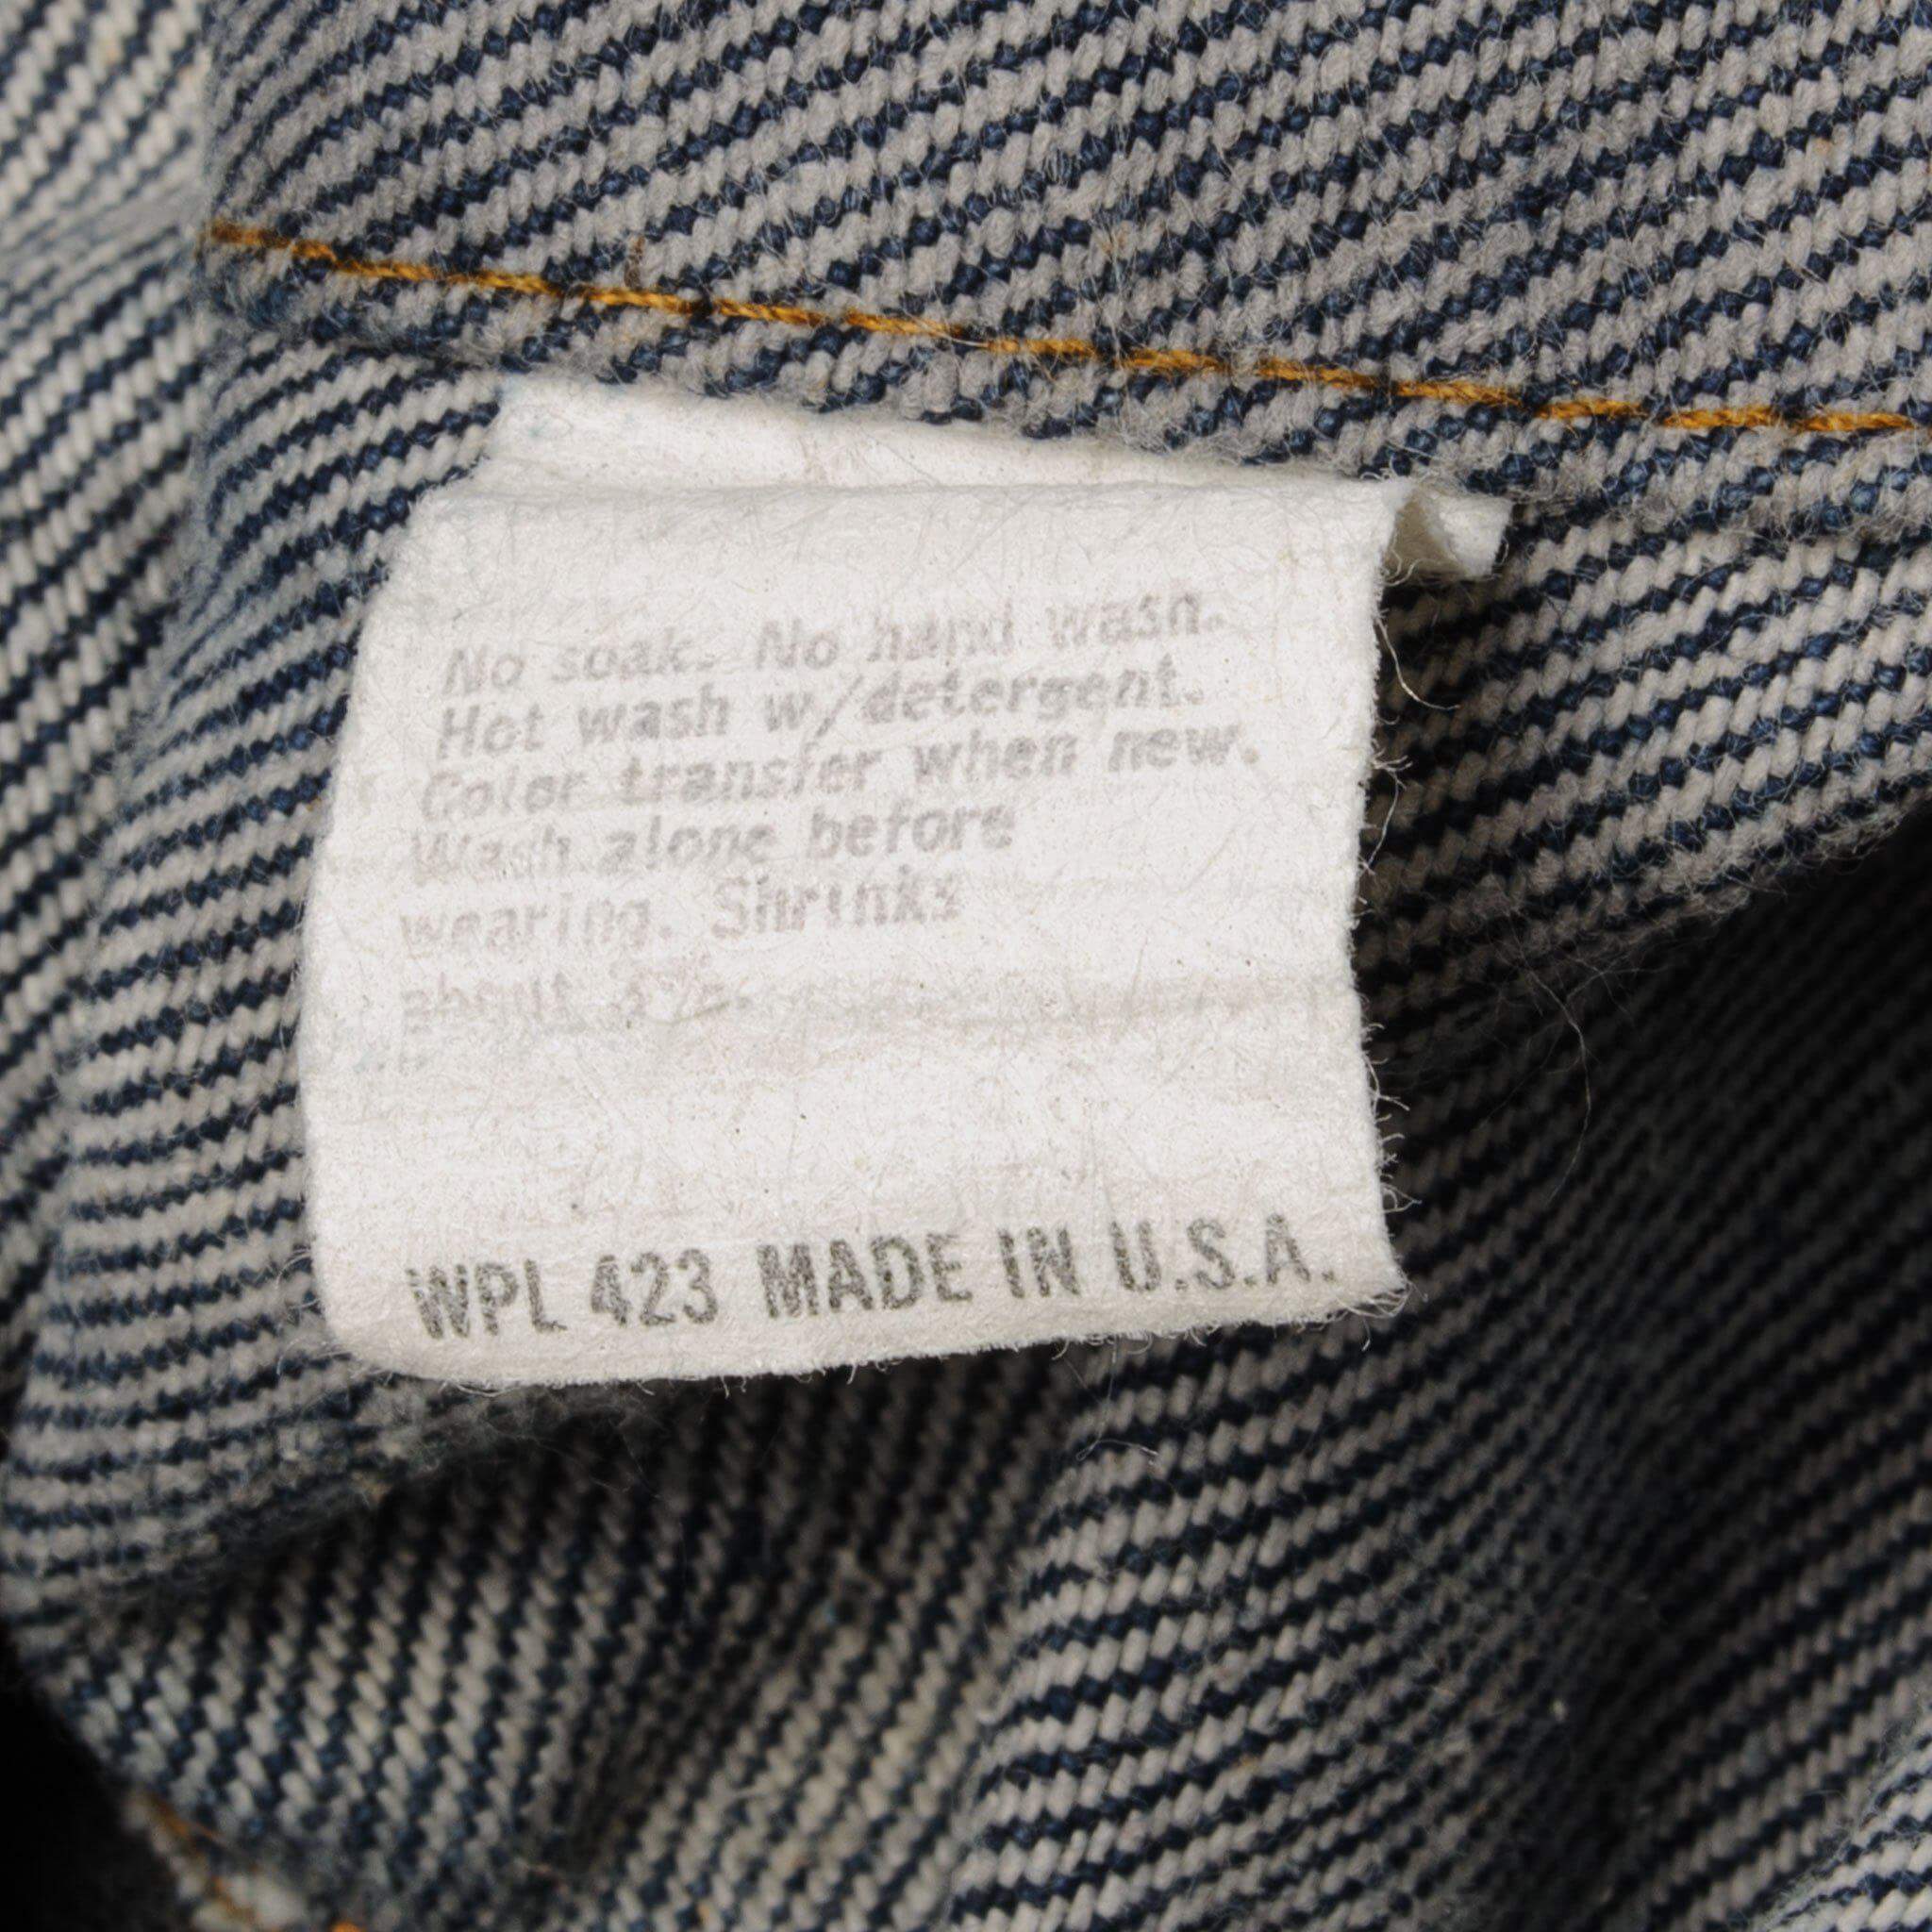 No soak. No hand wash.
Hot wash w/detergent.
Color transfer when new.
Wash alone before
wearing. Shrinks
about
WPL 423 MADE IN U.S.A.